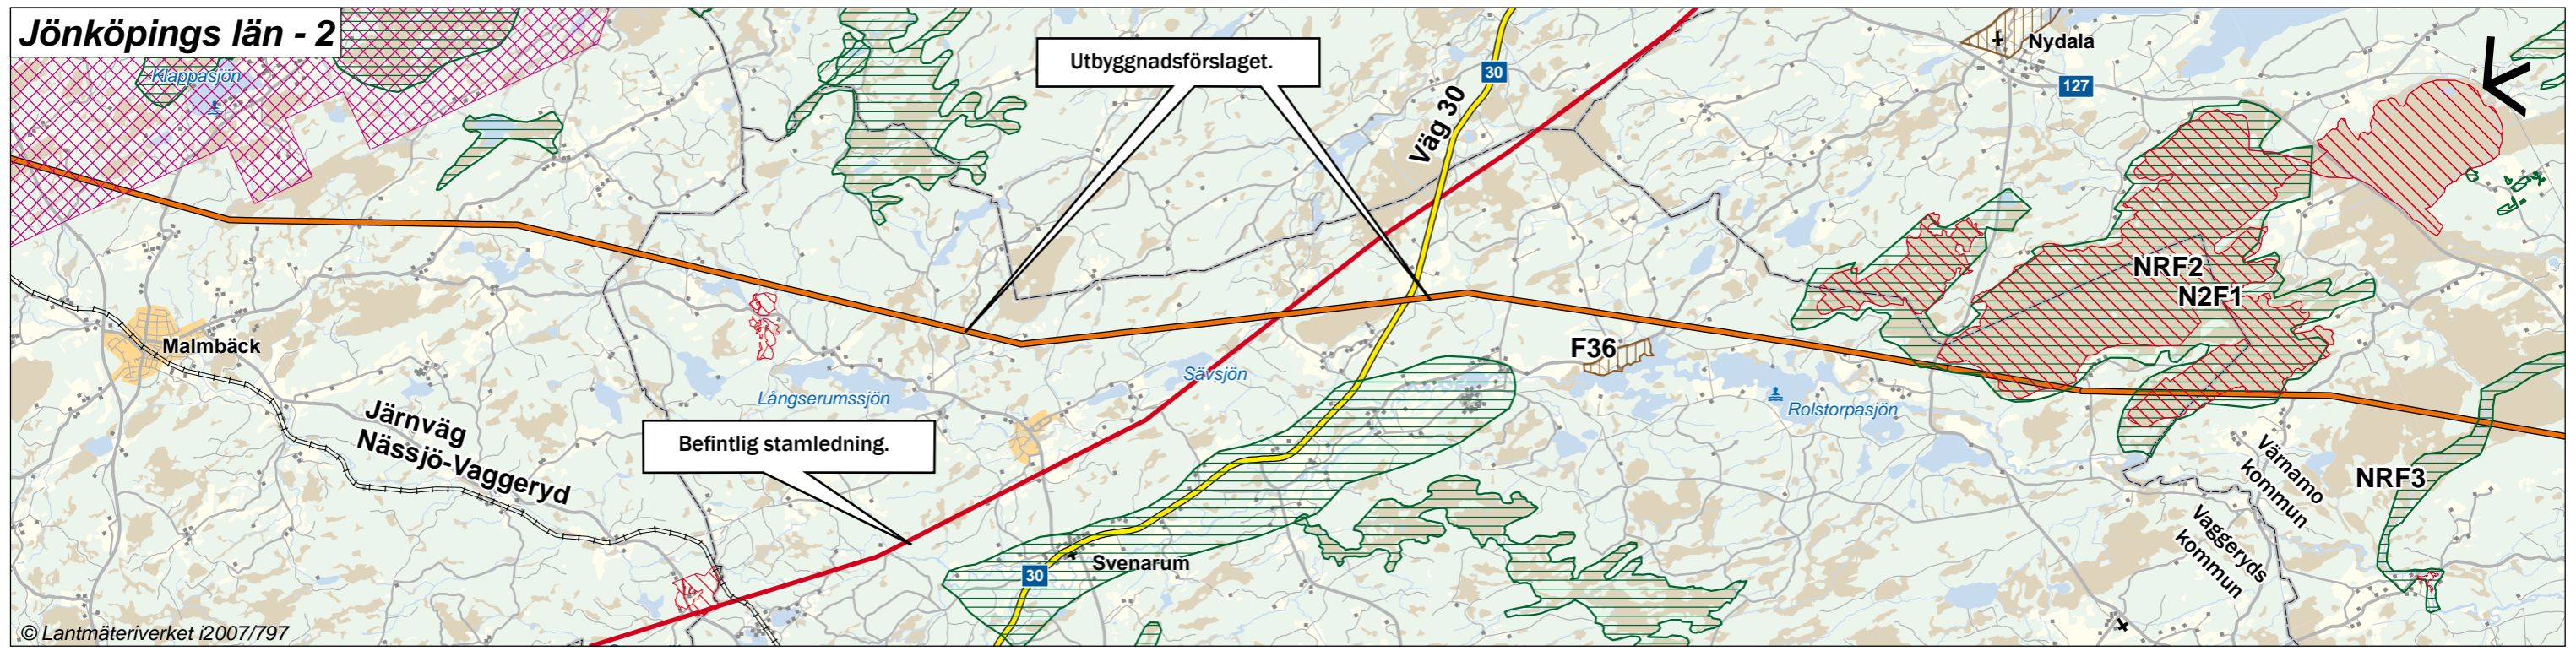 Jönköpings län - 2
Klappasjön
Utbyggnadsförslaget.
30
Väg 30
Nydala
127
NRF2
N2F1
Malmbäck
F36
Sävsjön
Långserumssjön
Rolstorpasjön
Järnväg
Nässjö-Vaggeryd
Befintlig stamledning.
Värnamo
kommun
NRF3
Vaggeryds
kommun
Svenarum
30
© Lantmäteriverket i2007/797